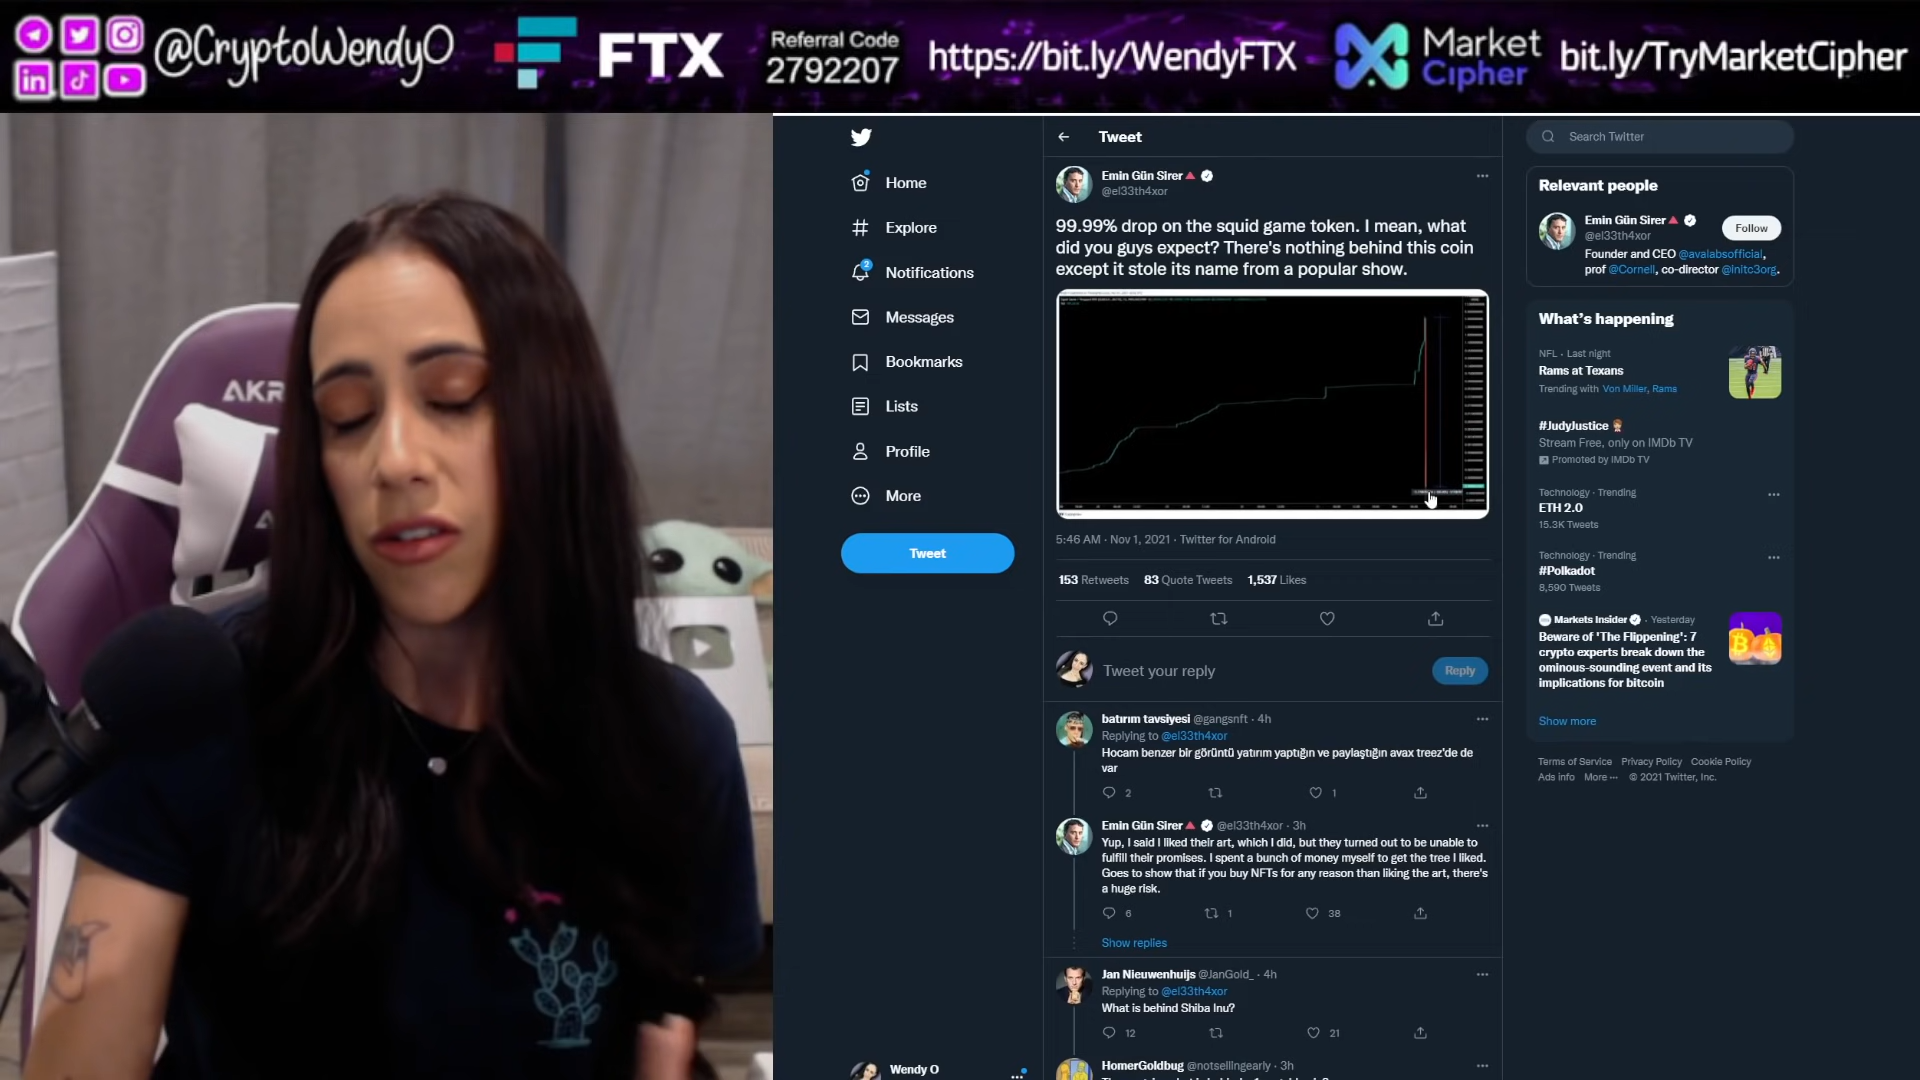 @CryptoWendyO
FTX
Referral Code
2792207
https://bit.ly/WendyFTX
Market
Cipher
bit.ly/TryMarketCipher
AKR
Home
Explore
2
Notifications
Messages
Bookmarks
Lists
Profile
More
Tweet
Wendy O
Tweet
Emin Gün Sirer
@el33th4xor
99.99% drop on the squid game token. I mean, what
did you guys expect? There's nothing behind this coin
except it stole its name from a popular show.
5:46 AM · Nov 1, 2021 · Twitter for Android
153 Retweets 83 Quote Tweets 1,537 Likes
Tweet your reply
Reply
batırım tavsiyesi @gangsnft · 4h
Replying to @el33th4xor
Hocam benzer bir görüntü yatırım yaptığın ve paylaştığın avax treez'de de
var
2 1
Emin Gün Sirer @el33th4xor · 3h
Yup, I said I liked their art, which I did, but they turned out to be unable to
fulfill their promises. I spent a bunch of money myself to get the tree I liked.
Goes to show that if you buy NFTs for any reason than liking the art, there's
a huge risk.
6 1 38
Show replies
Jan Nieuwenhuijs @JanGold_ · 4h
Replying to @el33th4xor
What is behind Shiba Inu?
12 21
HomerGoldbug @notsellingearly · 3h
Search Twitter
Relevant people
Emin Gün Sirer
@el33th4xor
Follow
Founder and CEO @avalabsofficial,
prof @Cornell, co-director @initc3org.
What's happening
NFL · Last night
Rams at Texans
Trending with Von Miller, Rams
#JudyJustice
Stream Free, only on IMDb TV
Promoted by IMDb TV
Technology · Trending
ETH 2.0
15.3K Tweets
Technology · Trending
#Polkadot
8,590 Tweets
Markets Insider · Yesterday
Beware of 'The Flippening': 7
crypto experts break down the
ominous-sounding event and its
implications for bitcoin
Show more
Terms of Service Privacy Policy Cookie Policy
Ads info More ··· © 2021 Twitter, Inc.